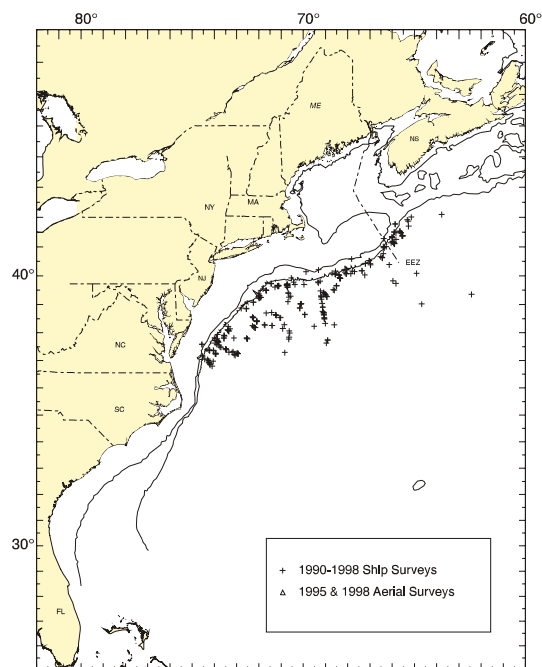 80° 70° 60°
ME
NS
NY
MA
EEZ
40°
NJ
NC
SC
30°
1990-1998 Ship Surveys
1995 & 1998 Aerial Surveys
FL